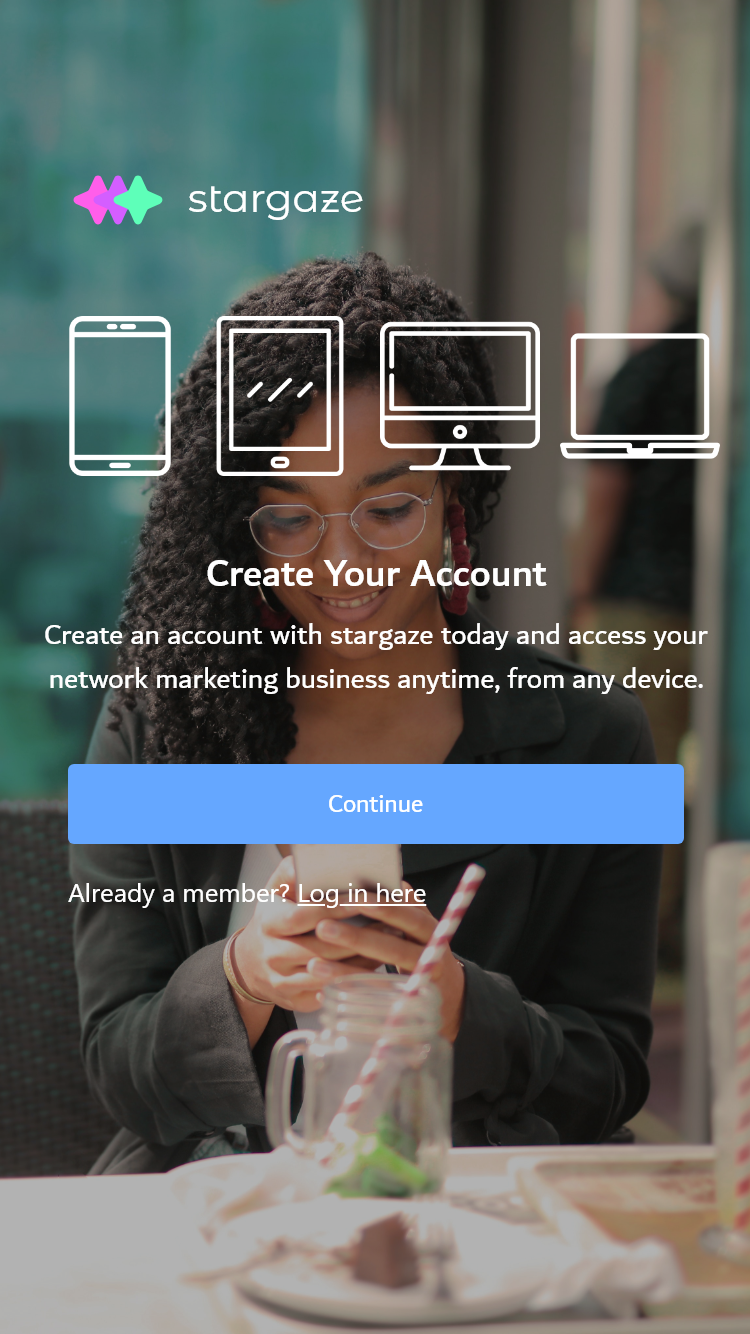 stargaze
Create Your Account
Create an account with stargaze today and access your
network marketing business anytime, from any device.
Continue
Already a member? Log in here